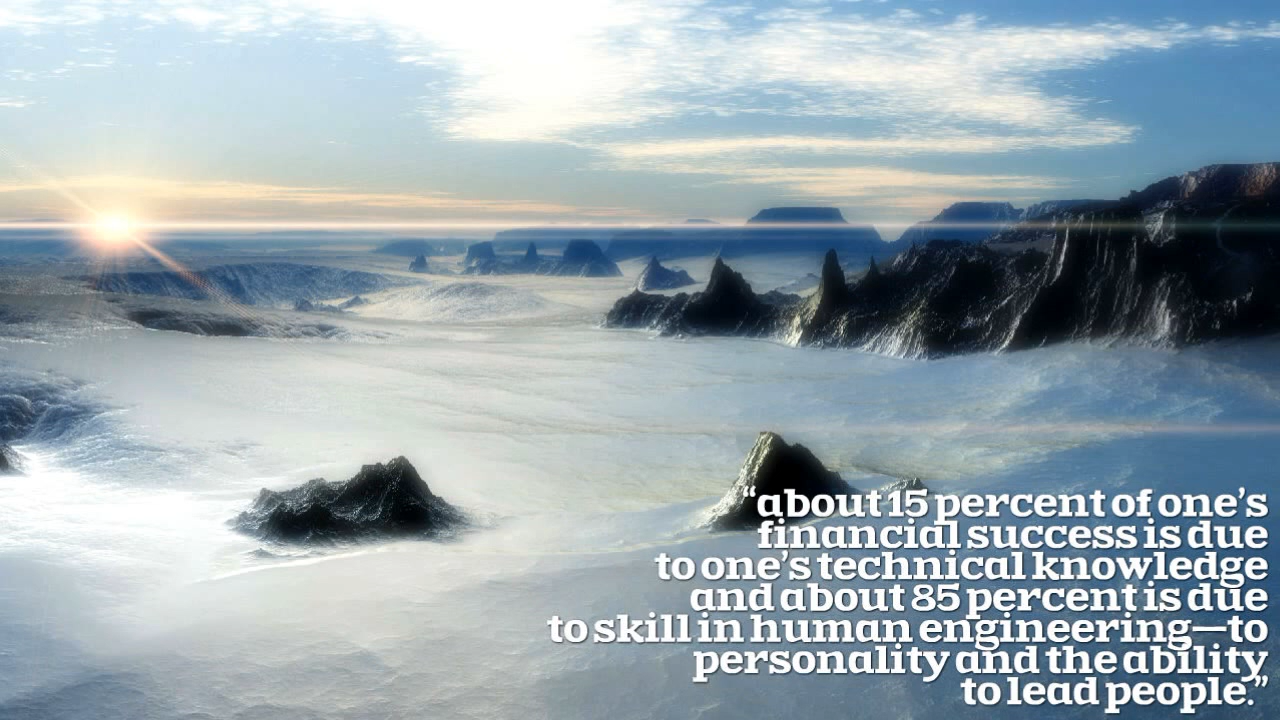 “about 15 percent of one’s
financial success is due
to one’s technical knowledge
and about 85 percent is due
to skill in human engineering—to
personality and the ability
to lead people.”